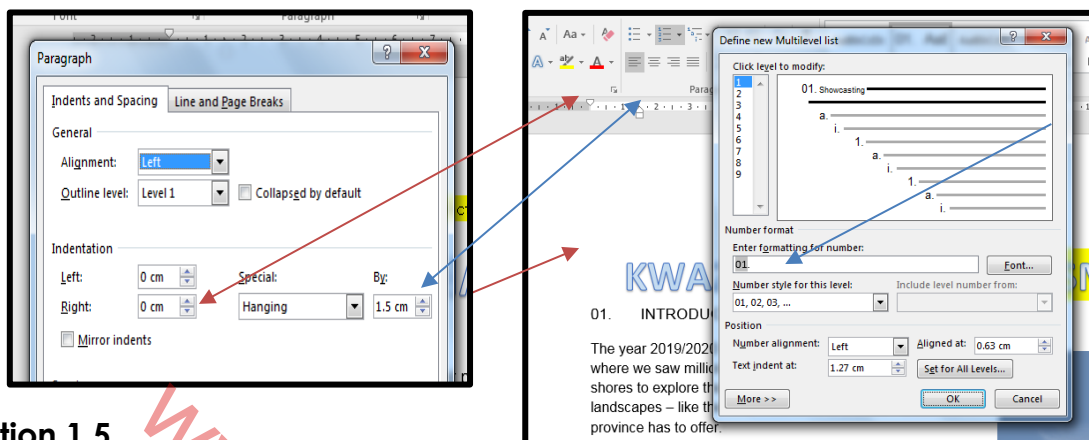 Paragraph
Indents and Spacing
Line and Page Breaks
General
Alignment: Left
Outline level: Level 1
Collapsed by default
Indentation
Left: 0 cm
Special:
By:
Right: 0 cm
Hanging
1.5 cm
Mirror indents
tion 1.5
Aa
Parag
KWA
01. INTRODUC
The year 2019/2020
where we saw millio
shores to explore th
landscapes – like th
province has to offer.
Define new Multilevel list
Click level to modify:
1
2
3
4
5
6
7
8
9
01. Showcasting
a.
i.
1.
a.
i.
1.
a.
i.
Number format
Enter formatting for number:
01.
Font...
Number style for this level:
Include level number from:
01, 02, 03, ...
Position
Number alignment: Left
Aligned at: 0.63 cm
Text indent at: 1.27 cm
Set for All Levels...
More >>
OK
Cancel